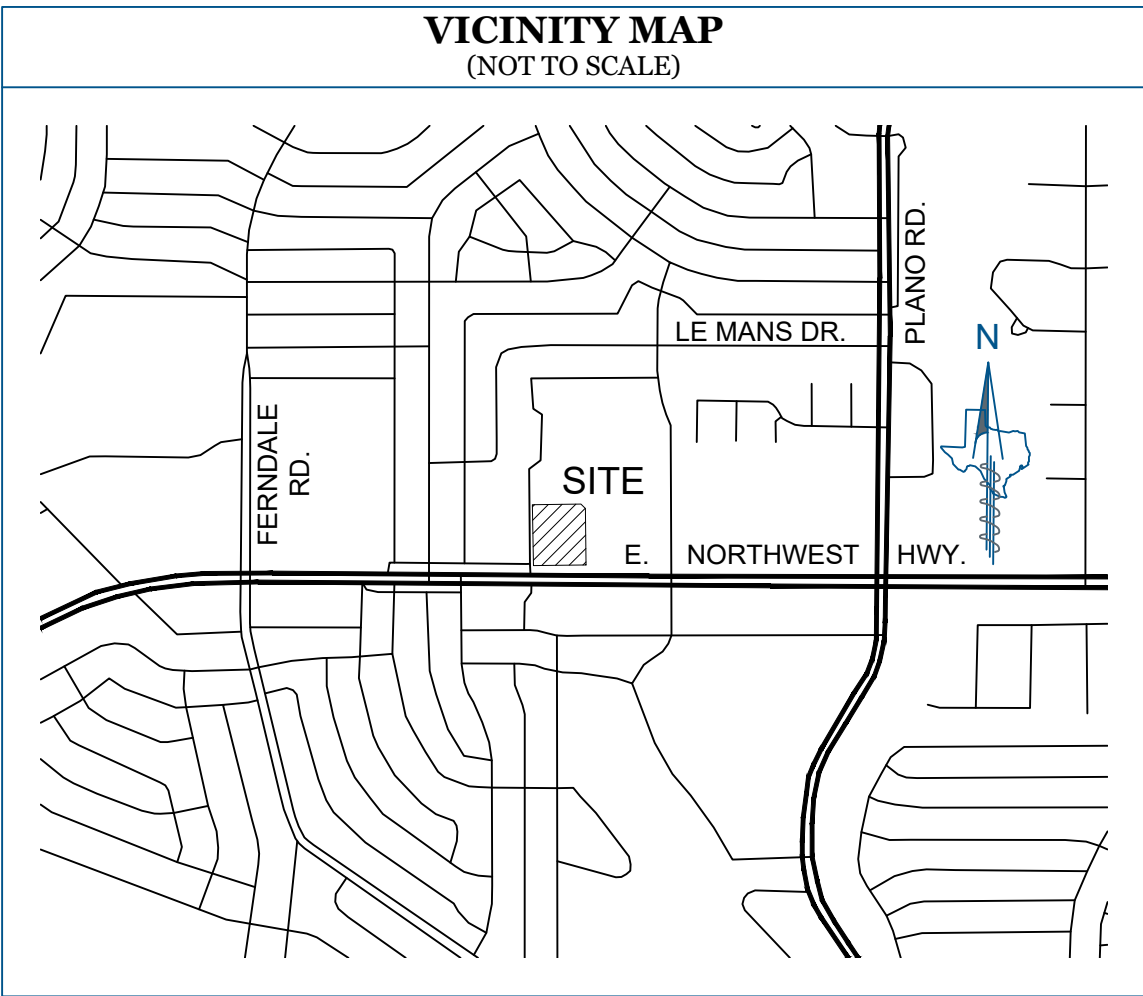 VICINITY MAP
(NOT TO SCALE)
PLANO RD.
LE MANS DR.
N
FERNDALE
RD.
SITE
E. NORTHWEST HWY.